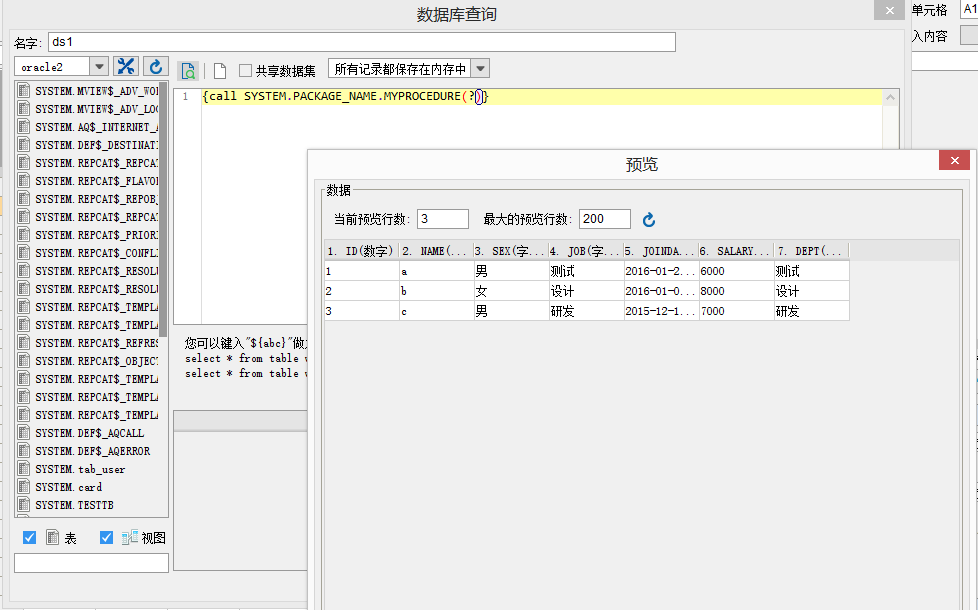 数据库查询
单元格 A1
入内容
名字: ds1
oracle2
共享数据集
所有记录都保存在内存中
1 {call SYSTEM.PACKAGE_NAME.MYPROCEDURE(?)}
SYSTEM.MVIEW$_ADV_WO
SYSTEM.MVIEW$_ADV_LO
SYSTEM.AQ$_INTERNET_
SYSTEM.DEF$_DESTINAT
SYSTEM.REPCAT$_REPCA
SYSTEM.REPCAT$_FLAVO
SYSTEM.REPCAT$_REPOB
SYSTEM.REPCAT$_REPCA
SYSTEM.REPCAT$_PRIOR
SYSTEM.REPCAT$_CONFL
SYSTEM.REPCAT$_RESOL
SYSTEM.REPCAT$_RESOL
SYSTEM.REPCAT$_TEMPL
SYSTEM.REPCAT$_TEMPL
SYSTEM.REPCAT$_REFRE
SYSTEM.REPCAT$_OBJEC
SYSTEM.REPCAT$_TEMPL
SYSTEM.REPCAT$_TEMPL
SYSTEM.REPCAT$_TEMPL
SYSTEM.DEF$_AQCALL
SYSTEM.DEF$_AQERROR
SYSTEM.tab_user
SYSTEM.card
SYSTEM.TESTTB
表 视图
您可以键入"${abc}"做
select * from table
select * from table
预览
数据
当前预览行数: 3 最大的预览行数: 200
1. ID(数字) 2. NAME(... 3. SEX(字... 4. JOB(字... 5. JOINDA... 6. SALARY... 7. DEPT(...
1 a 男 测试 2016-01-2... 6000 测试
2 b 女 设计 2016-01-0... 8000 设计
3 c 男 研发 2015-12-1... 7000 研发